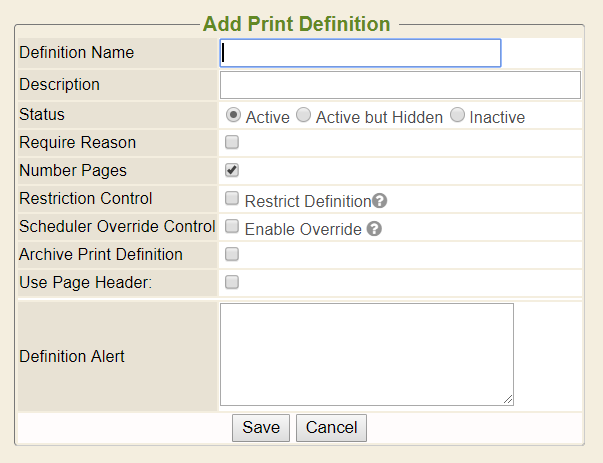 Add Print Definition
Definition Name
Description
Status Active Active but Hidden Inactive
Require Reason
Number Pages
Restriction Control Restrict Definition?
Scheduler Override Control Enable Override ?
Archive Print Definition
Use Page Header:
Definition Alert
Save Cancel